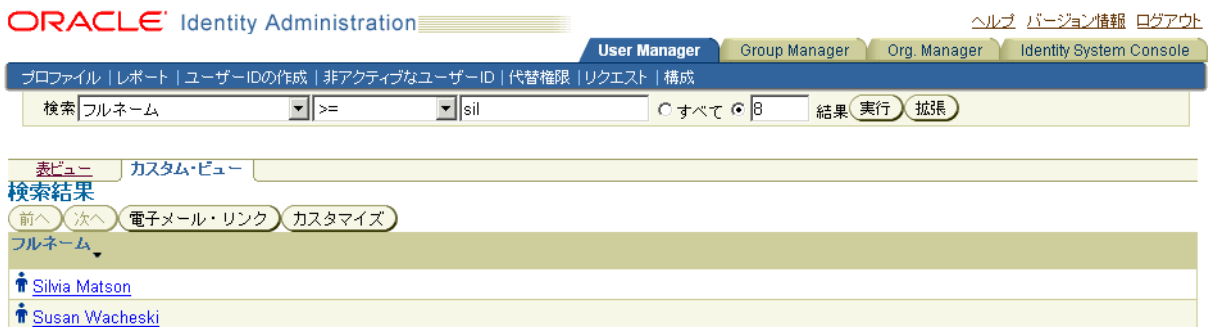 ORACLE Identity Administration ヘルプ バージョン情報 ログアウト
User Manager Group Manager Org. Manager Identity System Console
プロファイル | レポート | ユーザーIDの作成 | 非アクティブなユーザーID | 代替権限 | リクエスト | 構成
検索 フルネーム >= sil すべて 8 結果 実行 拡張
表ビュー カスタム・ビュー
検索結果
前へ 次へ 電子メール・リンク カスタマイズ
フルネーム
Silvia Matson
Susan Wacheski